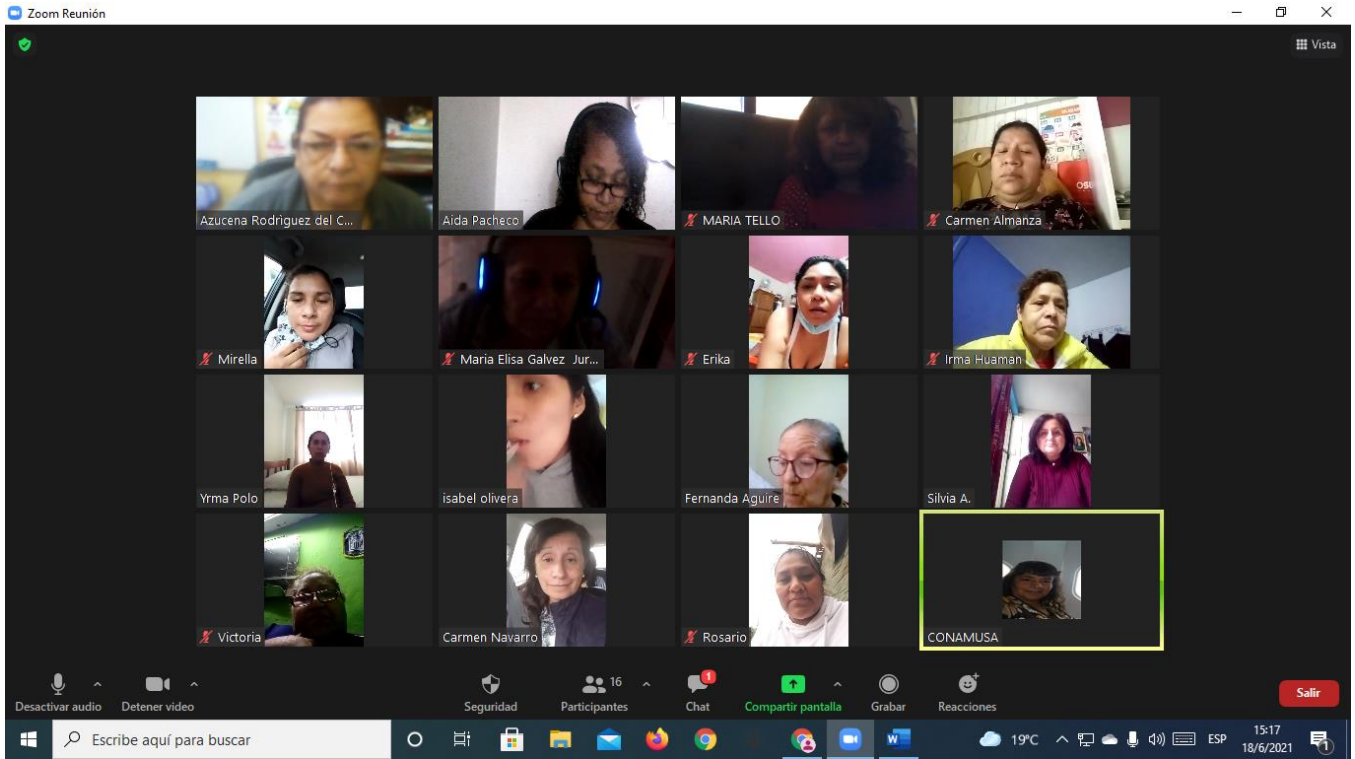 Zoom Reunión
Vista
Azucena Rodriguez del C...
Aida Pacheco
MARIA TELLO
Carmen Almanza
Mirella
Maria Elisa Galvez Jur...
Erika
Irma Huaman
Yrma Polo
isabel olivera
Fernanda Aguire
Silvia A.
Victoria
Carmen Navarro
Rosario
CONAMUSA
Desactivar audio
Detener video
Seguridad
16
Participantes
1
Chat
Compartir pantalla
Grabar
Reacciones
Salir
Escribe aquí para buscar
19°C
ESP
15:17
18/6/2021
1